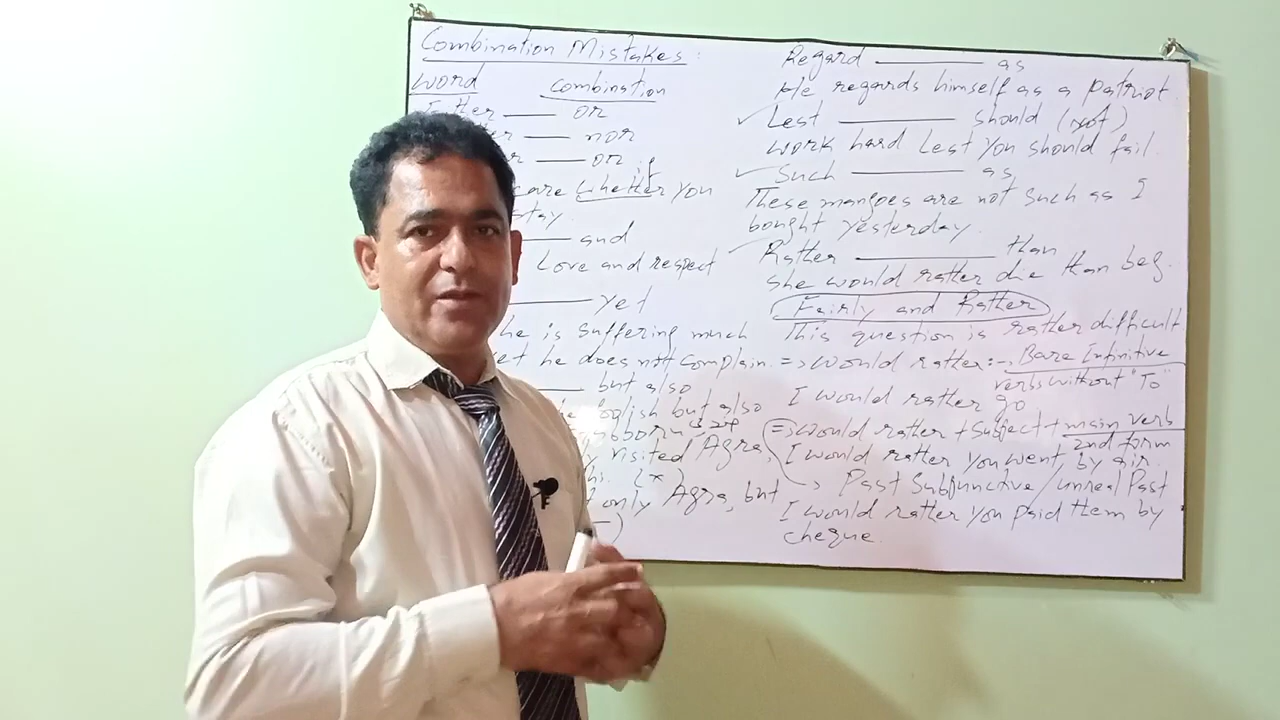 Combination Mistakes:
word combination
or
nor
or if
care whether you
stay.
and
Love and respect
yet
he is suffering much
yet he does not complain.
but also
foolish but also
visited Agra,
(x)
only Agra, but
Regard as
He regards himself as a patriot
✓ Lest should (not)
work hard Lest you should fail.
✓ Such as
These mangoes are not such as I
bought yesterday.
Rather than
she would rather die than beg.
Fairly and Rather
This question is rather difficult
=> would rather:- Bare Infinitive
verbs without "To"
I would rather go
=> would rather + subject + main verb
2nd form
I would rather you went by air.
→ Past Subjunctive / unreal Past
I would rather you paid them by
cheque.